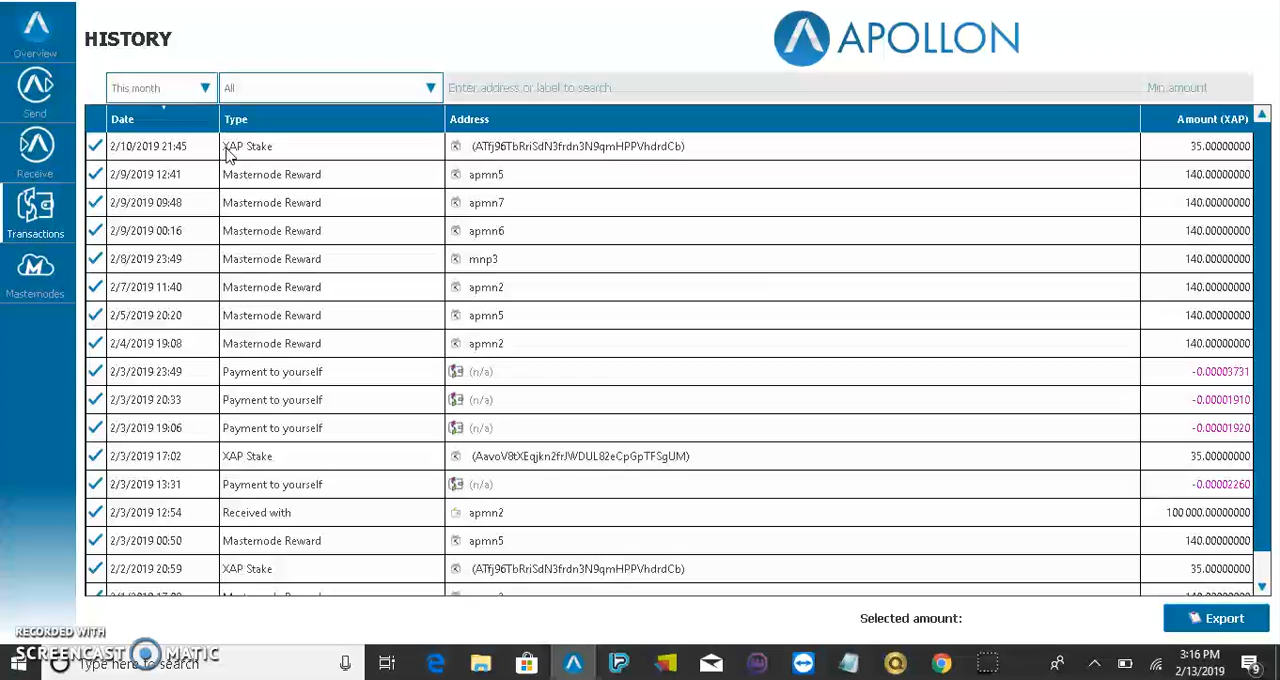 HISTORY
APOLLON
Overview
Send
Receive
Transactions
Masternodes
This month All Enter address or label to search Min amount
Date Type Address Amount (XAP)
2/10/2019 21:45 XAP Stake (ATfj96TbRriSdN3frdn3N9qmHPPVhdrdCb) 35.00000000
2/9/2019 12:41 Masternode Reward apmn5 140.00000000
2/9/2019 09:48 Masternode Reward apmn7 140.00000000
2/9/2019 00:16 Masternode Reward apmn6 140.00000000
2/8/2019 23:49 Masternode Reward mnp3 140.00000000
2/7/2019 11:40 Masternode Reward apmn2 140.00000000
2/5/2019 20:20 Masternode Reward apmn5 140.00000000
2/4/2019 19:08 Masternode Reward apmn2 140.00000000
2/3/2019 23:49 Payment to yourself (n/a) -0.00003731
2/3/2019 20:33 Payment to yourself (n/a) -0.00001910
2/3/2019 19:06 Payment to yourself (n/a) -0.00001920
2/3/2019 17:02 XAP Stake (AavoV8tXEqjkn2frJWDUL82eCpGpTFSgUM) 35.00000000
2/3/2019 13:31 Payment to yourself (n/a) -0.00002260
2/3/2019 12:54 Received with apmn2 100 000.00000000
2/3/2019 00:50 Masternode Reward apmn5 140.00000000
2/2/2019 20:59 XAP Stake (ATfj96TbRriSdN3frdn3N9qmHPPVhdrdCb) 35.00000000
Selected amount: Export
RECORDED WITH
SCREENCAST MATIC
Type here to search
3:16 PM
2/13/2019
9